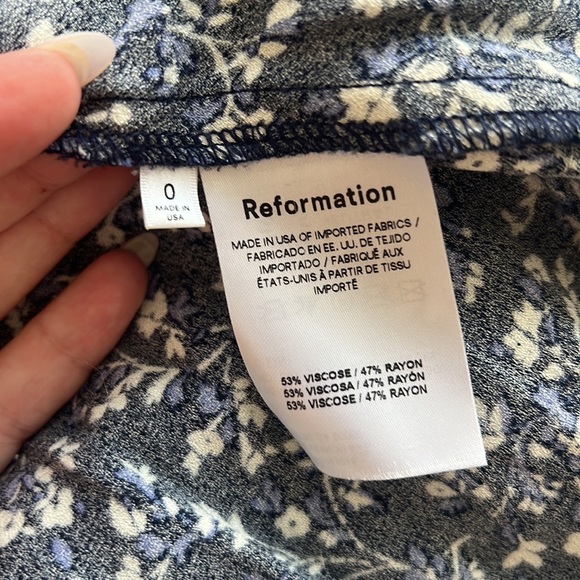 0
MADE IN
USA
Reformation
MADE IN USA OF IMPORTED FABRICS /
FABRICADO EN EE. UU. DE TEJIDO
IMPORTADO / FABRIQUÉ AUX
ÉTATS-UNIS À PARTIR DE TISSU
IMPORTÉ
53% VISCOSE / 47% RAYON
53% VISCOSA / 47% RAYÓN
53% VISCOSE / 47% RAYON